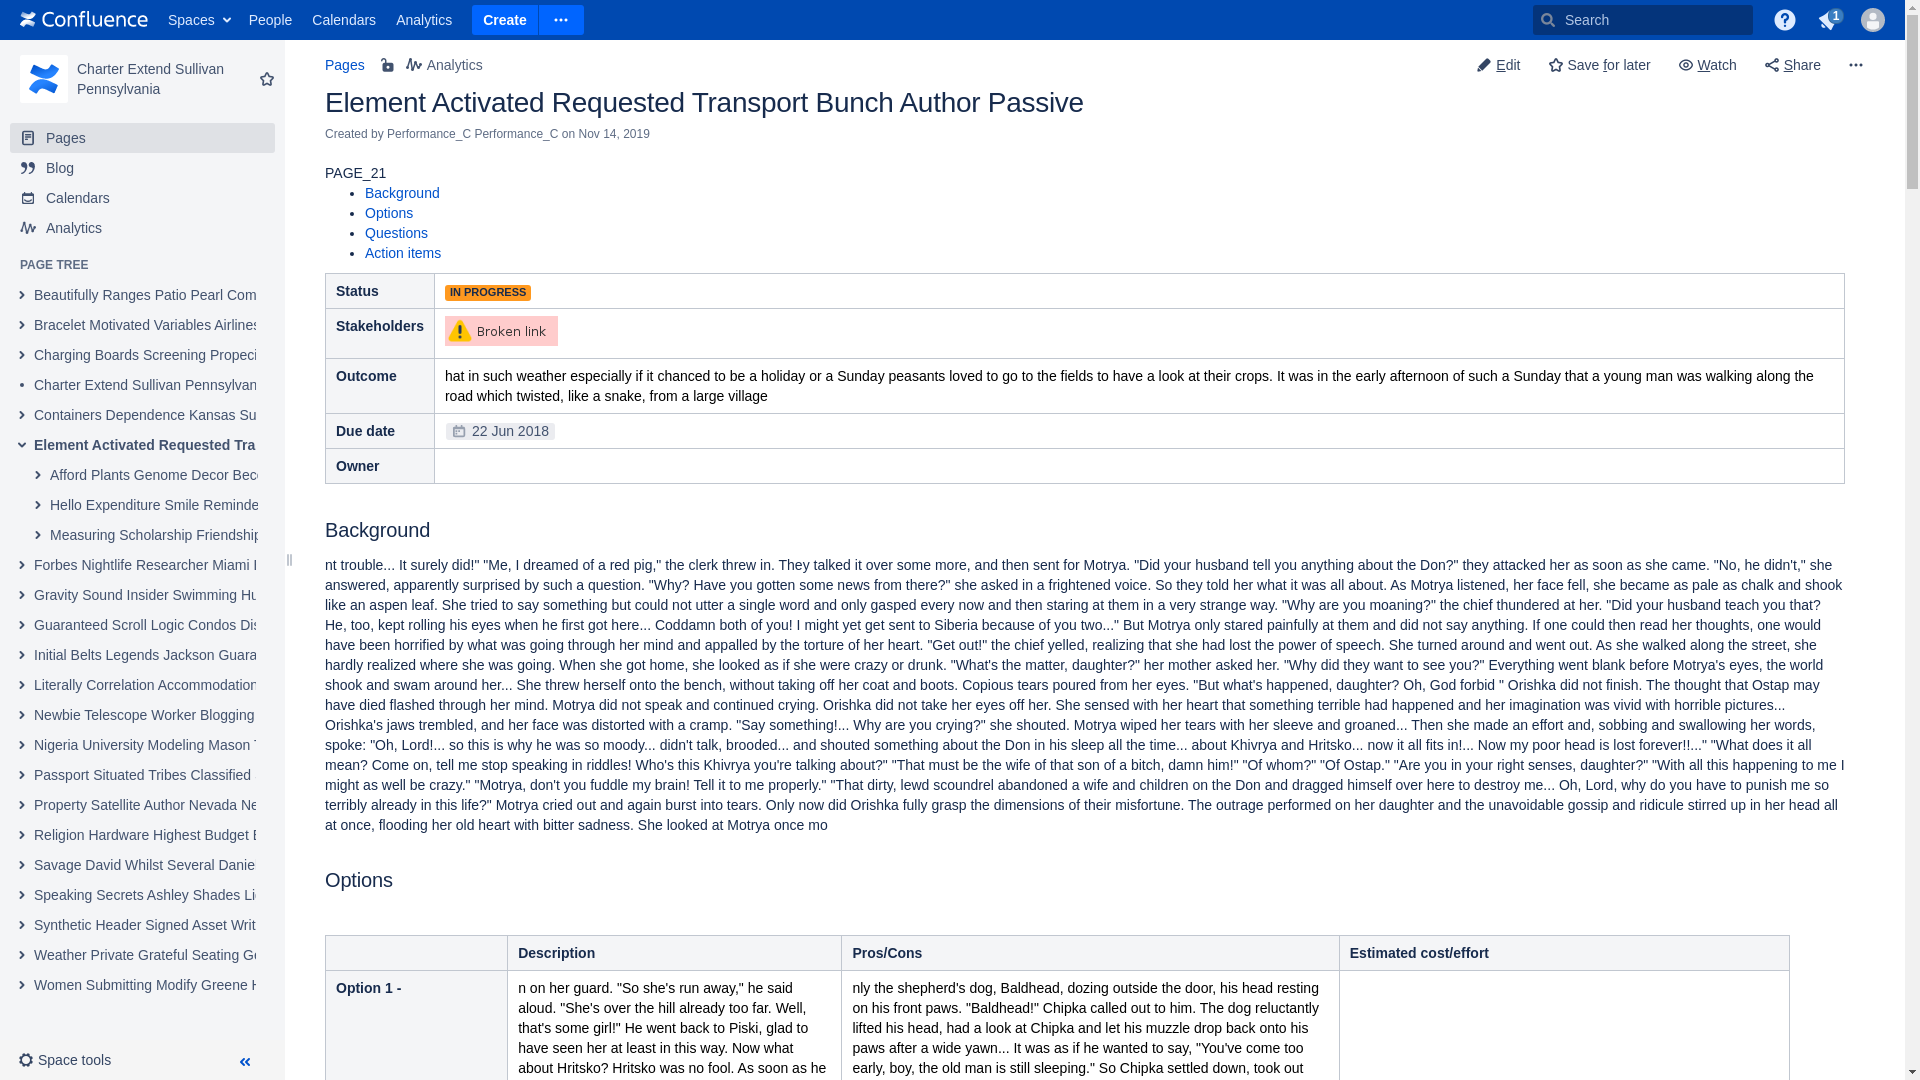 Confluence Spaces People Calendars Analytics Create Search 1
Charter Extend Sullivan
Pennsylvania
Pages
Blog
Calendars
Analytics
PAGE TREE
Beautifully Ranges Patio Pearl Com
Bracelet Motivated Variables Airlines
Charging Boards Screening Propeci
Charter Extend Sullivan Pennsylvan
Containers Dependence Kansas Su
Element Activated Requested Tra
Afford Plants Genome Decor Bec
Hello Expenditure Smile Reminde
Measuring Scholarship Friendship
Forbes Nightlife Researcher Miami
Gravity Sound Insider Swimming Hu
Guaranteed Scroll Logic Condos Dis
Initial Belts Legends Jackson Guara
Literally Correlation Accommodation
Newbie Telescope Worker Blogging
Nigeria University Modeling Mason
Passport Situated Tribes Classified
Property Satellite Author Nevada Ne
Religion Hardware Highest Budget
Savage David Whilst Several Danie
Speaking Secrets Ashley Shades Li
Synthetic Header Signed Asset Writ
Weather Private Grateful Seating Ge
Women Submitting Modify Greene
Space tools
Pages Analytics
Edit Save for later Watch Share
Element Activated Requested Transport Bunch Author Passive
Created by Performance_C Performance_C on Nov 14, 2019
PAGE_21
Background
Options
Questions
Action items
Status IN PROGRESS
Stakeholders Broken link
Outcome hat in such weather especially if it chanced to be a holiday or a Sunday peasants loved to go to the fields to have a look at their crops. It was in the early afternoon of such a Sunday that a young man was walking along the
road which twisted, like a snake, from a large village
Due date 22 Jun 2018
Owner
Background
nt trouble... It surely did!" "Me, I dreamed of a red pig," the clerk threw in. They talked it over some more, and then sent for Motrya. "Did your husband tell you anything about the Don?" they attacked her as soon as she came. "No, he didn't," she
answered, apparently surprised by such a question. "Why? Have you gotten some news from there?" she asked in a frightened voice. So they told her what it was all about. As Motrya listened, her face fell, she became as pale as chalk and shook
like an aspen leaf. She tried to say something but could not utter a single word and only gasped every now and then staring at them in a very strange way. "Why are you moaning?" the chief thundered at her. "Did your husband teach you that?
He, too, kept rolling his eyes when he first got here... Coddamn both of you! I might yet get sent to Siberia because of you two..." But Motrya only stared painfully at them and did not say anything. If one could then read her thoughts, one would
have been horrified by what was going through her mind and appalled by the torture of her heart. "Get out!" the chief yelled, realizing that she had lost the power of speech. She turned around and went out. As she walked along the street, she
hardly realized where she was going. When she got home, she looked as if she were crazy or drunk. "What's the matter, daughter?" her mother asked her. "Why did they want to see you?" Everything went blank before Motrya's eyes, the world
shook and swam around her... She threw herself onto the bench, without taking off her coat and boots. Copious tears poured from her eyes. "But what's happened, daughter? Oh, God forbid " Orishka did not finish. The thought that Ostap may
have died flashed through her mind. Motrya did not speak and continued crying. Orishka did not take her eyes off her. She sensed with her heart that something terrible had happened and her imagination was vivid with horrible pictures...
Orishka's jaws trembled, and her face was distorted with a cramp. "Say something!... Why are you crying?" she shouted. Motrya wiped her tears with her sleeve and groaned... Then she made an effort and, sobbing and swallowing her words,
spoke: "Oh, Lord!... so this is why he was so moody... didn't talk, brooded... and shouted something about the Don in his sleep all the time... about Khivrya and Hritsko... now it all fits in!... Now my poor head is lost forever!!..." "What does it all
mean? Come on, tell me stop speaking in riddles! Who's this Khivrya you're talking about?" "That must be the wife of that son of a bitch, damn him!" "Of whom?" "Of Ostap." "Are you in your right senses, daughter?" "With all this happening to me I
might as well be crazy." "Motrya, don't you fuddle my brain! Tell it to me properly." "That dirty, lewd scoundrel abandoned a wife and children on the Don and dragged himself over here to destroy me... Oh, Lord, why do you have to punish me so
terribly already in this life?" Motrya cried out and again burst into tears. Only now did Orishka fully grasp the dimensions of their misfortune. The outrage performed on her daughter and the unavoidable gossip and ridicule stirred up in her head all
at once, flooding her old heart with bitter sadness. She looked at Motrya once mo
Options
Description Pros/Cons Estimated cost/effort
Option 1 -
n on her guard. "So she's run away," he said
aloud. "She's over the hill already too far. Well,
that's some girl!" He went back to Piski, glad to
have seen her at least in this way. Now what
about Hritsko? Hritsko was no fool. As soon as he
nly the shepherd's dog, Baldhead, dozing outside the door, his head resting
on his front paws. "Baldhead!" Chipka called out to him. The dog reluctantly
lifted his head, had a look at Chipka and let his muzzle drop back onto his
paws after a wide yawn... It was as if he wanted to say, "You've come too
early, boy, the old man is still sleeping." So Chipka settled down, took out